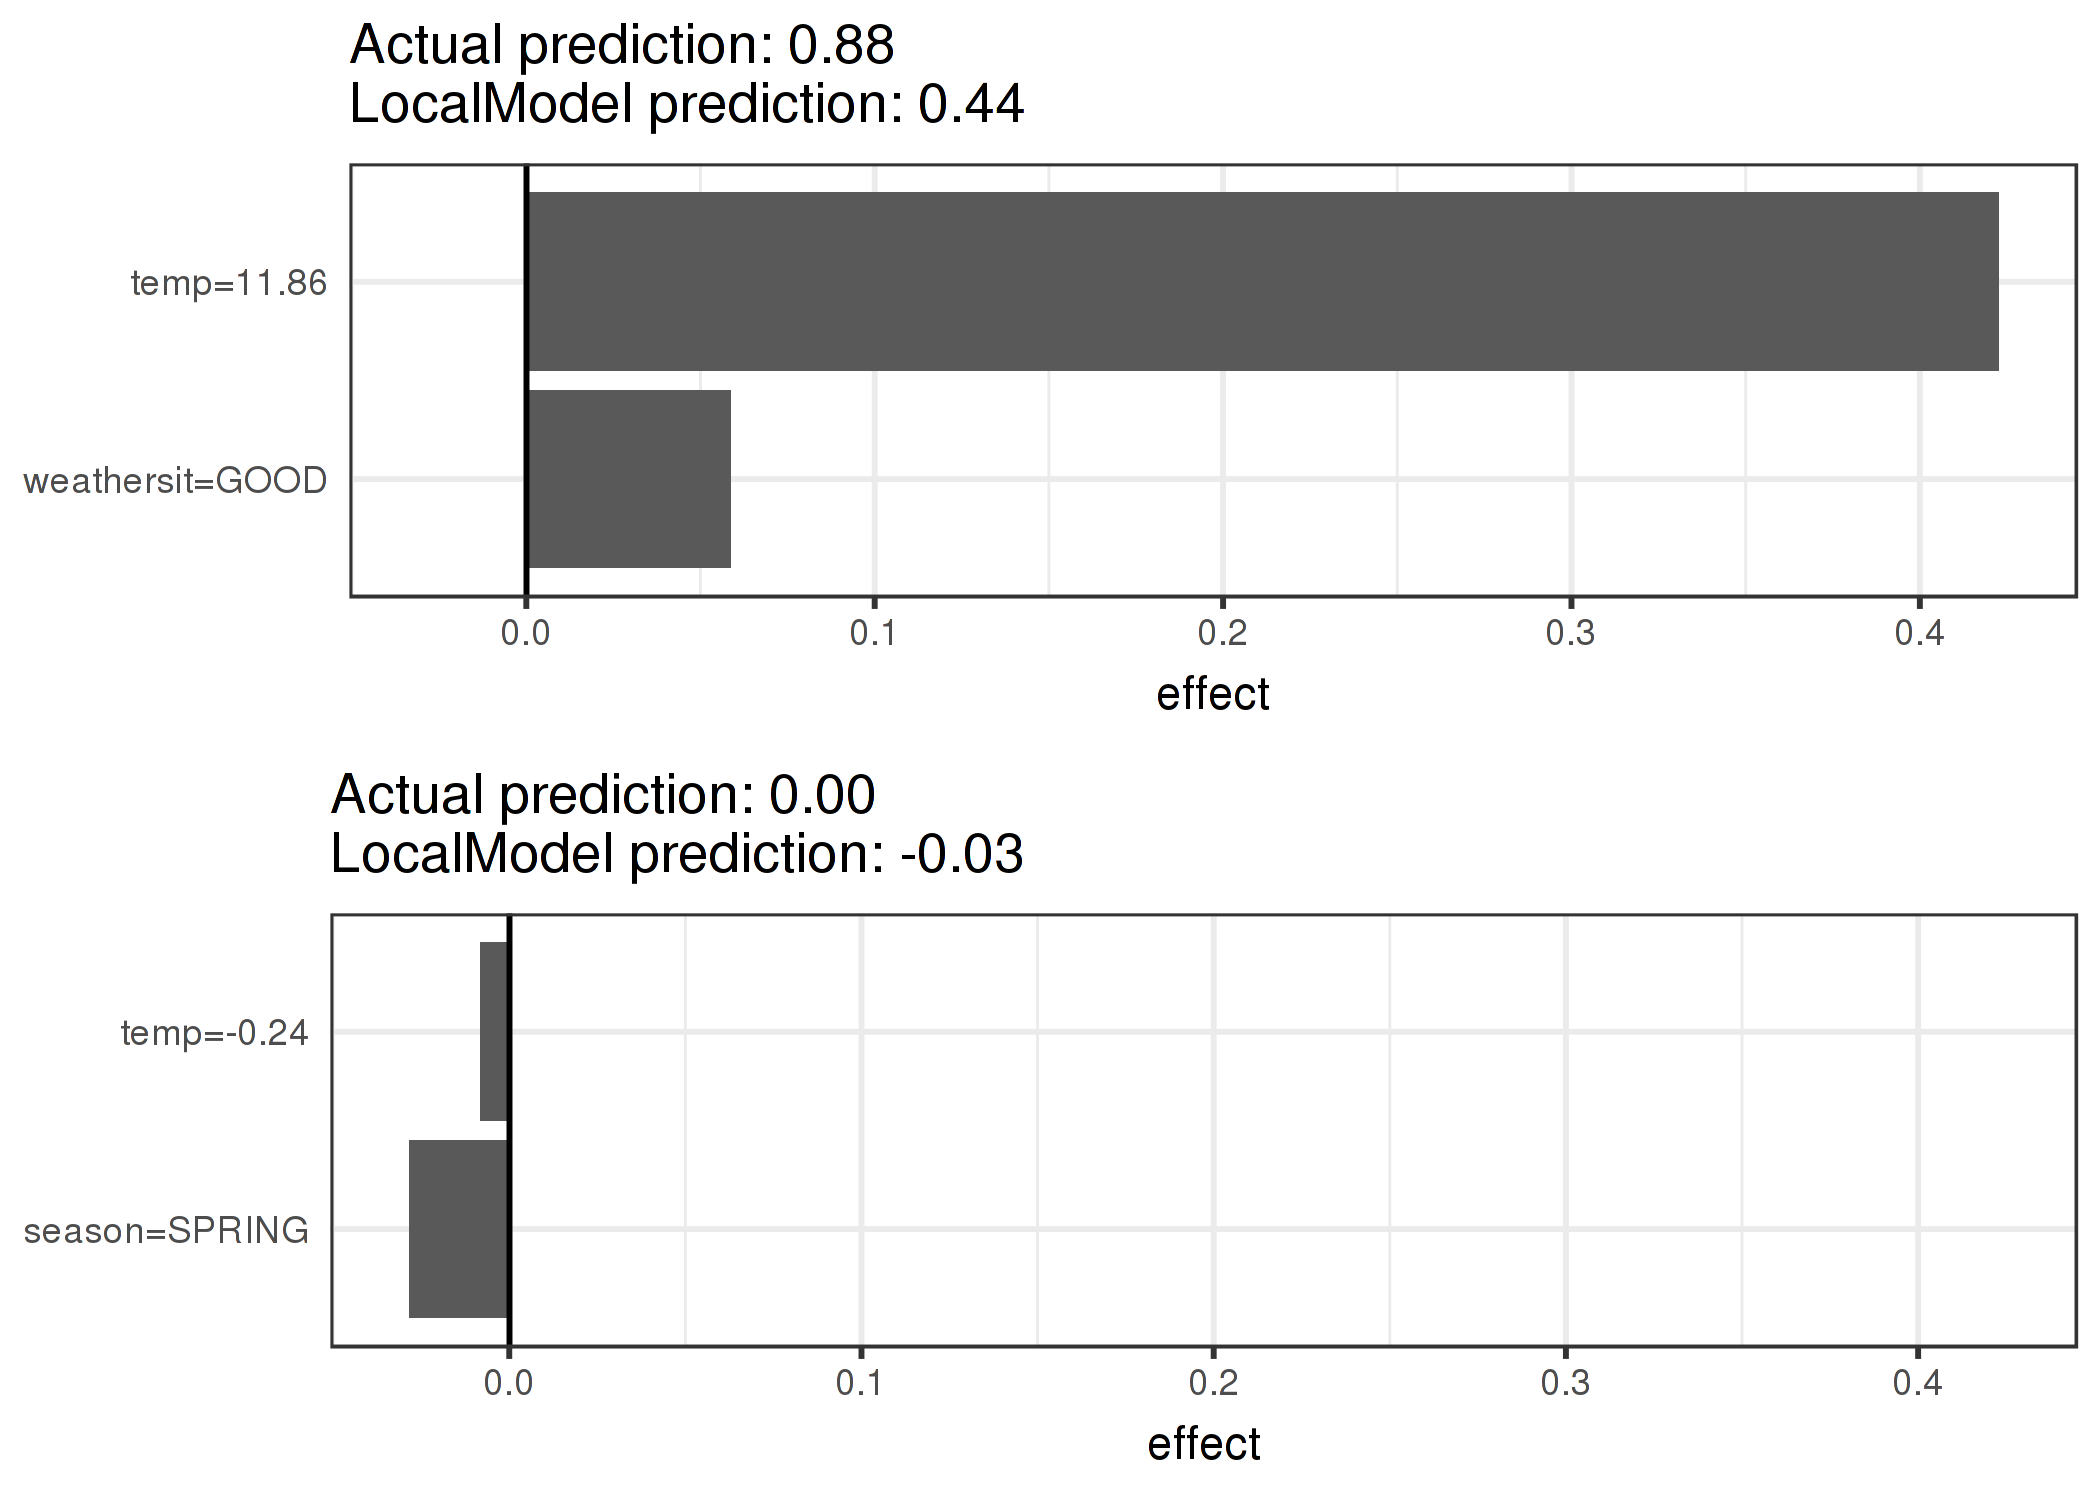 Actual prediction: 0.88
LocalModel prediction: 0.44
temp=11.86
weathersit=GOOD
0.0 0.1 0.2 0.3 0.4
effect
Actual prediction: 0.00
LocalModel prediction: -0.03
temp=-0.24
season=SPRING
0.0 0.1 0.2 0.3 0.4
effect